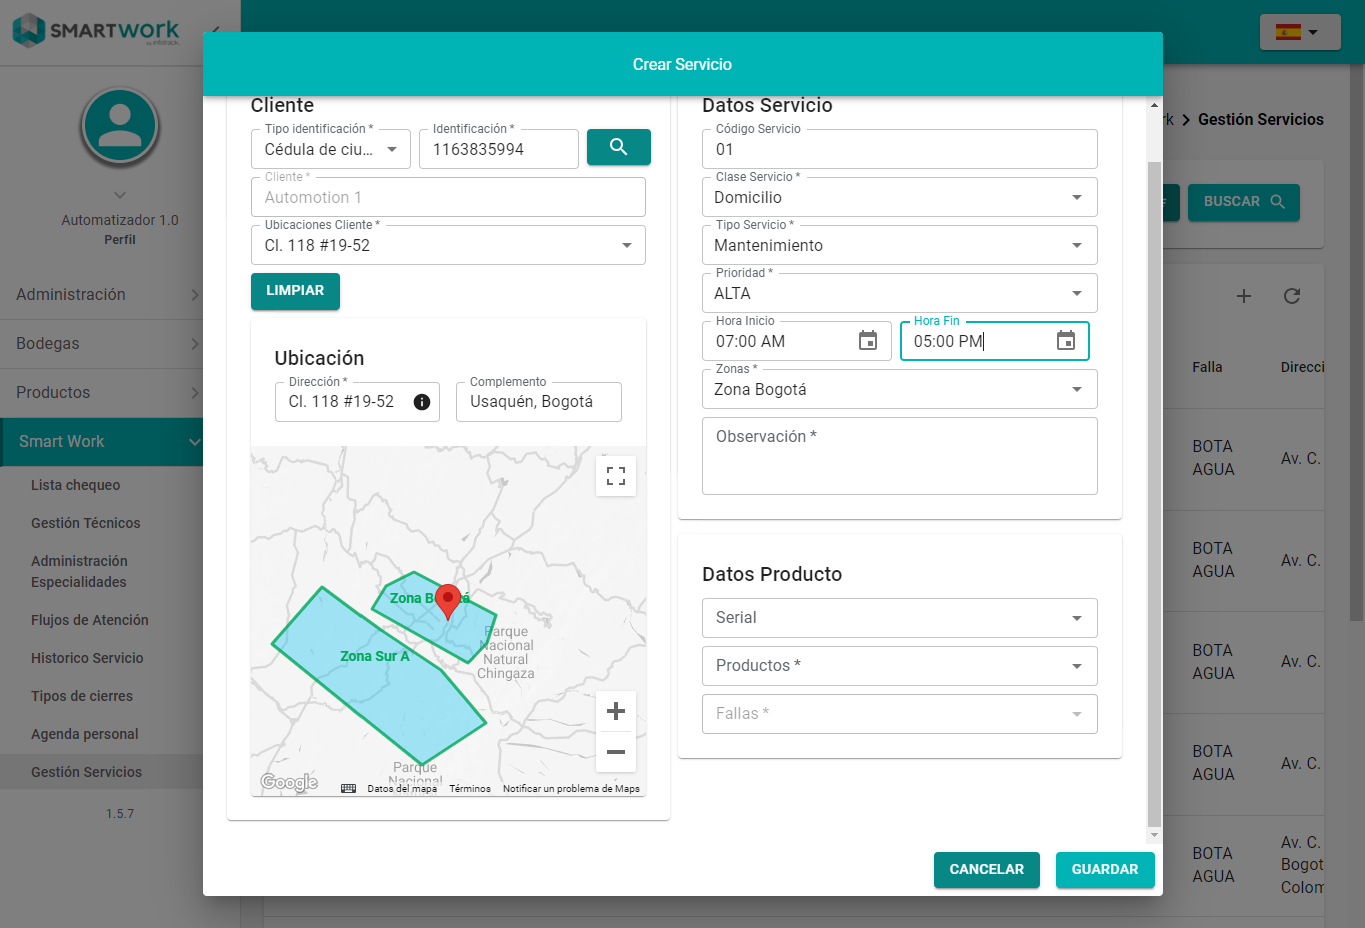 SMARTWORK
by Infotrack
Automatizador 1.0
Perfil
Administración
Bodegas
Productos
Smart Work
Lista chequeo
Gestión Técnicos
Administración
Especialidades
Flujos de Atención
Historico Servicio
Tipos de cierres
Agenda personal
Gestión Servicios
1.5.7
Crear Servicio
Cliente
Tipo identificación *
Cédula de ciu...
Identificación *
1163835994
Cliente *
Automotion 1
Ubicaciones Cliente *
Cl. 118 #19-52
LIMPIAR
Ubicación
Dirección *
Cl. 118 #19-52
Complemento
Usaquén, Bogotá
Zona B tá
Zona Sur A
Parque
Nacional
Natural
Chingaza
Parque
Nacional
Google
Datos del mapa
Términos
Notificar un problema de Maps
Datos Servicio
Código Servicio
01
Clase Servicio *
Domicilio
Tipo Servicio *
Mantenimiento
Prioridad *
ALTA
Hora Inicio
07:00 AM
Hora Fin
05:00 PM
Zonas *
Zona Bogotá
Observación *
Datos Producto
Serial
Productos *
Fallas *
CANCELAR
GUARDAR
rk > Gestión Servicios
BUSCAR
Falla
Direcci
BOTA
AGUA
Av. C.
BOTA
AGUA
Av. C.
BOTA
AGUA
Av. C.
BOTA
AGUA
Av. C.
BOTA
AGUA
Av. C.
Bogot
Colom